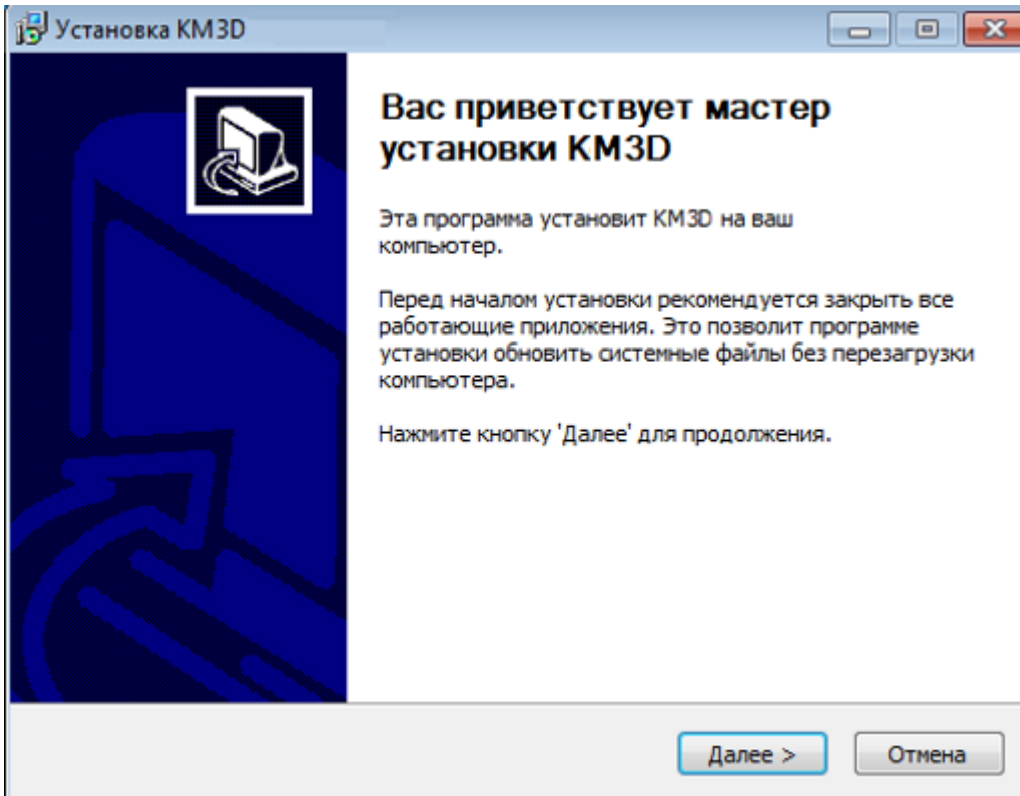 Установка KM3D
Вас приветствует мастер
установки KM3D
Эта программа установит KM3D на ваш
компьютер.
Перед началом установки рекомендуется закрыть все
работающие приложения. Это позволит программе
установки обновить системные файлы без перезагрузки
компьютера.
Нажмите кнопку 'Далее' для продолжения.
Далее >
Отмена